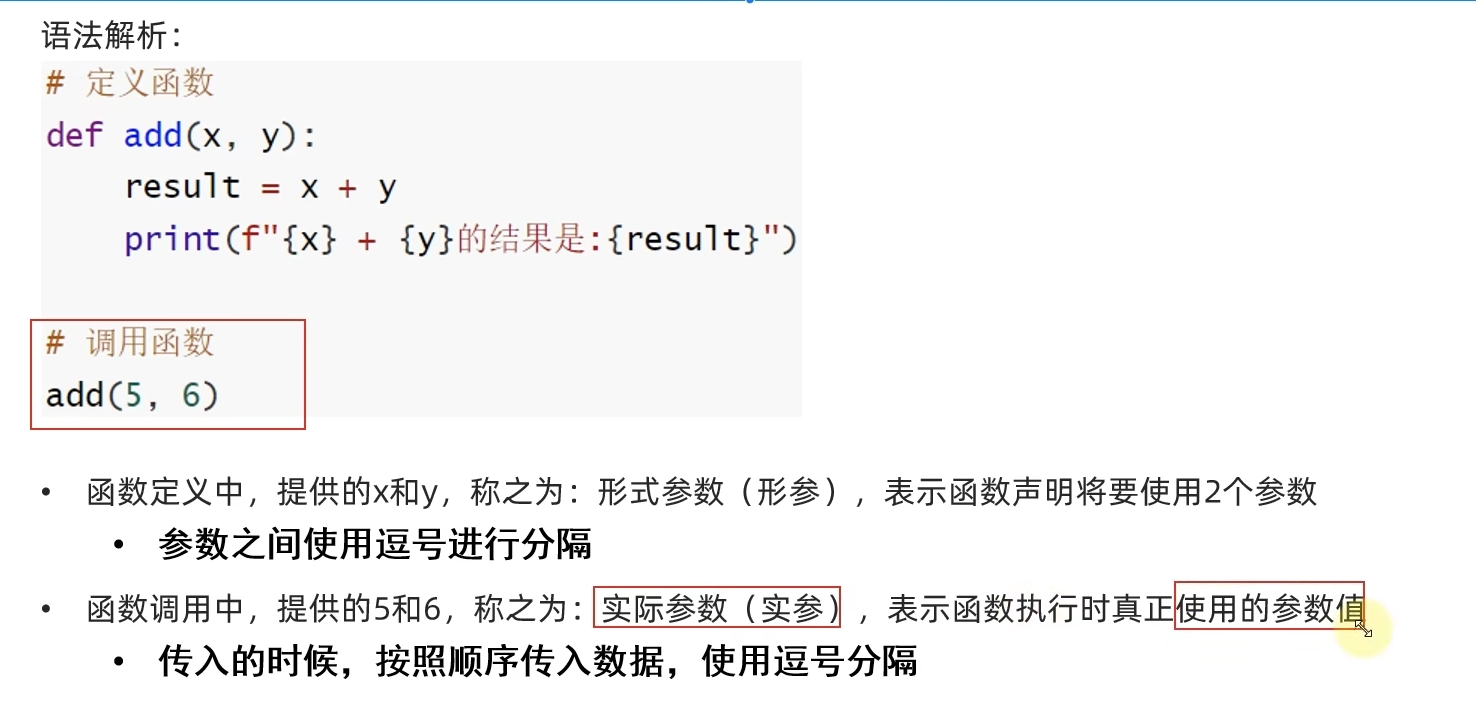 语法解析：
# 定义函数
def add(x, y):
    result = x + y
    print(f"{x} + {y}的结果是:{result}")
# 调用函数
add(5, 6)
• 函数定义中，提供的x和y，称之为：形式参数（形参），表示函数声明将要使用2个参数
• 参数之间使用逗号进行分隔
• 函数调用中，提供的5和6，称之为：实际参数（实参），表示函数执行时真正使用的参数值
• 传入的时候，按照顺序传入数据，使用逗号分隔